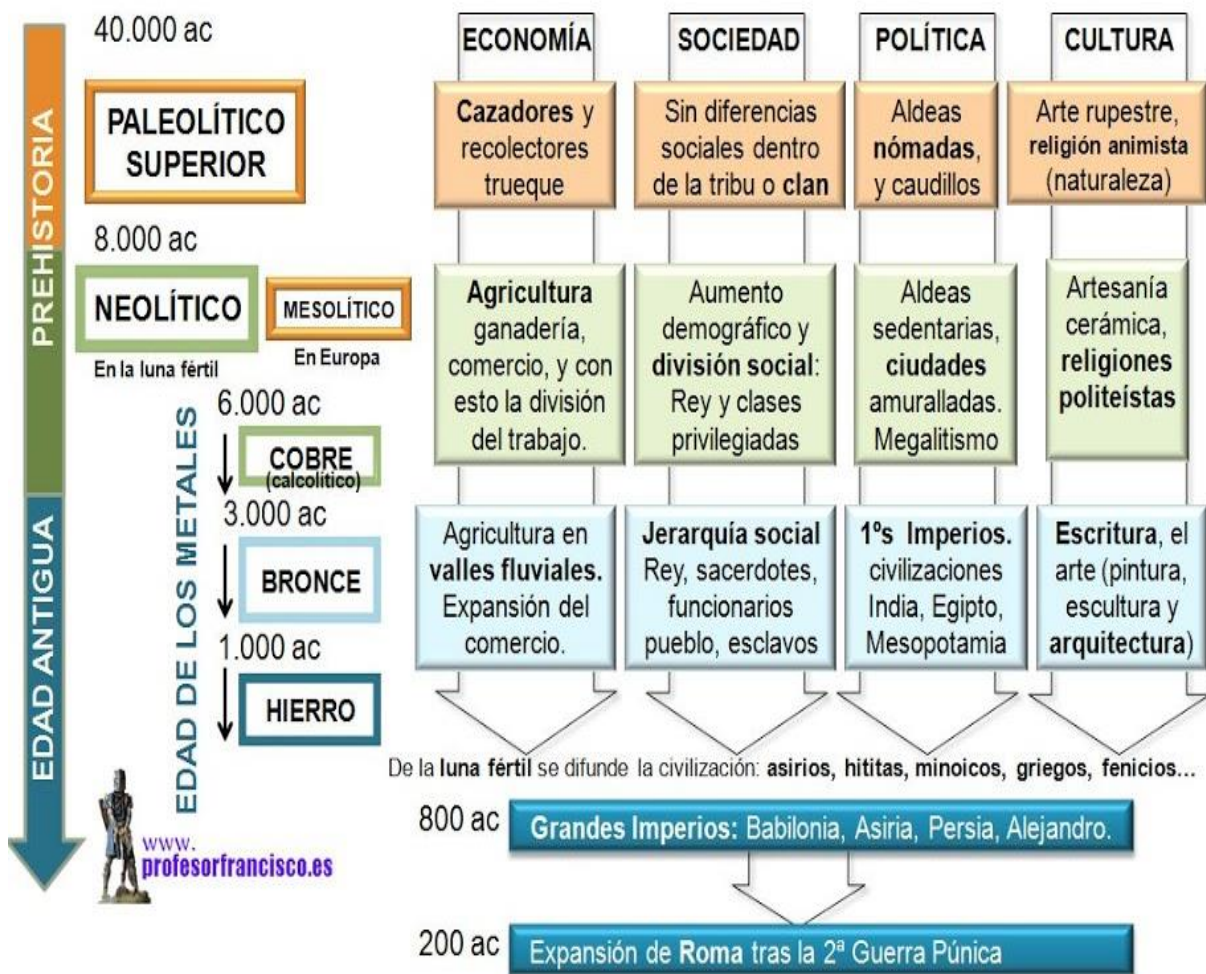 40.000 ac
PALEOLÍTICO
SUPERIOR
8.000 ac
NEOLÍTICO
En la luna fértil
MESOLÍTICO
En Europa
6.000 ac
COBRE
(calcolítico)
3.000 ac
BRONCE
1.000 ac
HIERRO
PREHISTORIA
EDAD ANTIGUA
EDAD DE LOS METALES
ECONOMÍA
Cazadores y
recolectores
trueque
Agricultura
ganadería,
comercio, y con
esto la división
del trabajo.
Agricultura en
valles fluviales.
Expansión del
comercio.
SOCIEDAD
Sin diferencias
sociales dentro
de la tribu o clan
Aumento
demográfico y
división social:
Rey y clases
privilegiadas
Jerarquía social
Rey, sacerdotes,
funcionarios
pueblo, esclavos
POLÍTICA
Aldeas
nómadas,
y caudillos
Aldeas
sedentarias,
ciudades
amuralladas.
Megalitismo
1ºs Imperios.
civilizaciones
India, Egipto,
Mesopotamia
CULTURA
Arte rupestre,
religión animista
(naturaleza)
Artesanía
cerámica,
religiones
politeístas
Escritura, el
arte (pintura,
escultura y
arquitectura)
De la luna fértil se difunde la civilización: asirios, hititas, minoicos, griegos, fenicios...
800 ac
Grandes Imperios: Babilonia, Asiria, Persia, Alejandro.
200 ac
Expansión de Roma tras la 2ª Guerra Púnica
www.
profesorfrancisco.es